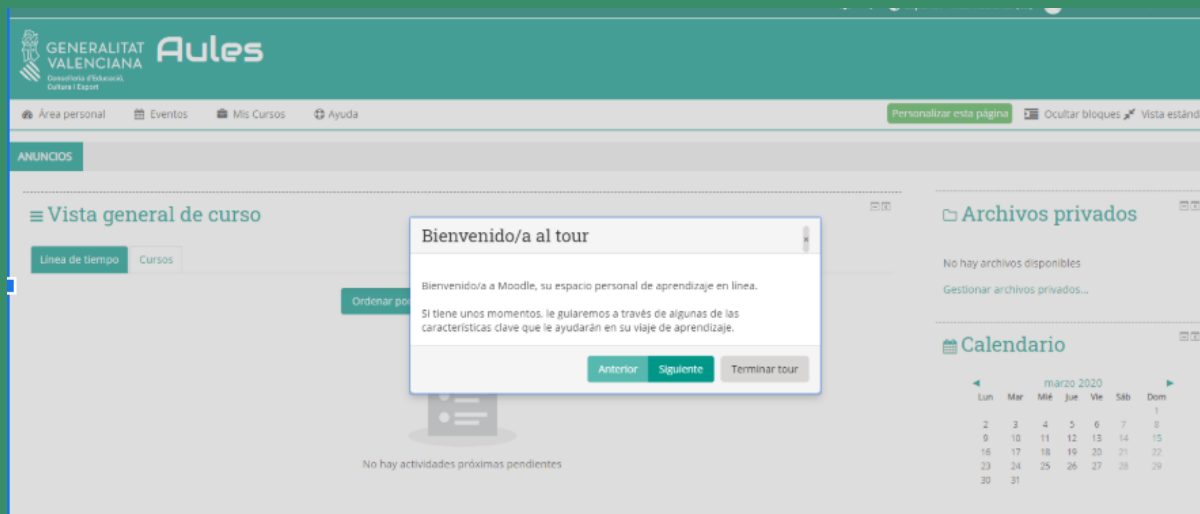 GENERALITAT
VALENCIANA
Conselleria d'Educació,
Cultura i Esport
Aules
Área personal
Eventos
Mis Cursos
Ayuda
Personalizar esta página
Ocultar bloques
Vista estánd
ANUNCIOS
Vista general de curso
Línea de tiempo
Cursos
Ordenar por
Bienvenido/a al tour
x
Bienvenido/a a Moodle, su espacio personal de aprendizaje en línea.
Si tiene unos momentos, le guiaremos a través de algunas de las
características clave que le ayudarán en su viaje de aprendizaje.
Anterior
Siguiente
Terminar tour
No hay actividades próximas pendientes
Archivos privados
No hay archivos disponibles
Gestionar archivos privados...
Calendario
◄ marzo 2020 ►
Lun Mar Mié Jue Vie Sáb Dom
1
2 3 4 5 6 7 8
9 10 11 12 13 14 15
16 17 18 19 20 21 22
23 24 25 26 27 28 29
30 31